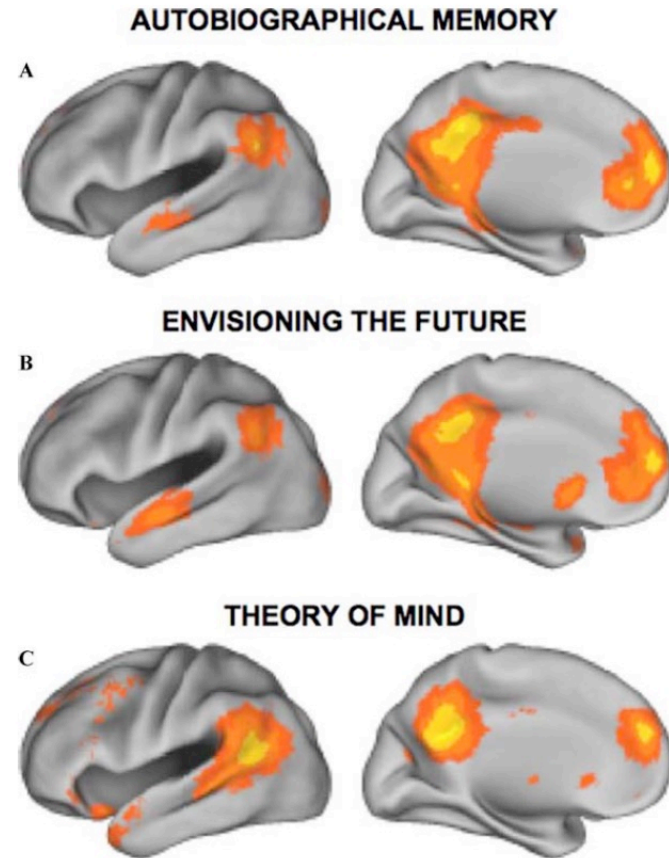 AUTOBIOGRAPHICAL MEMORY
A
ENVISIONING THE FUTURE
B
THEORY OF MIND
C